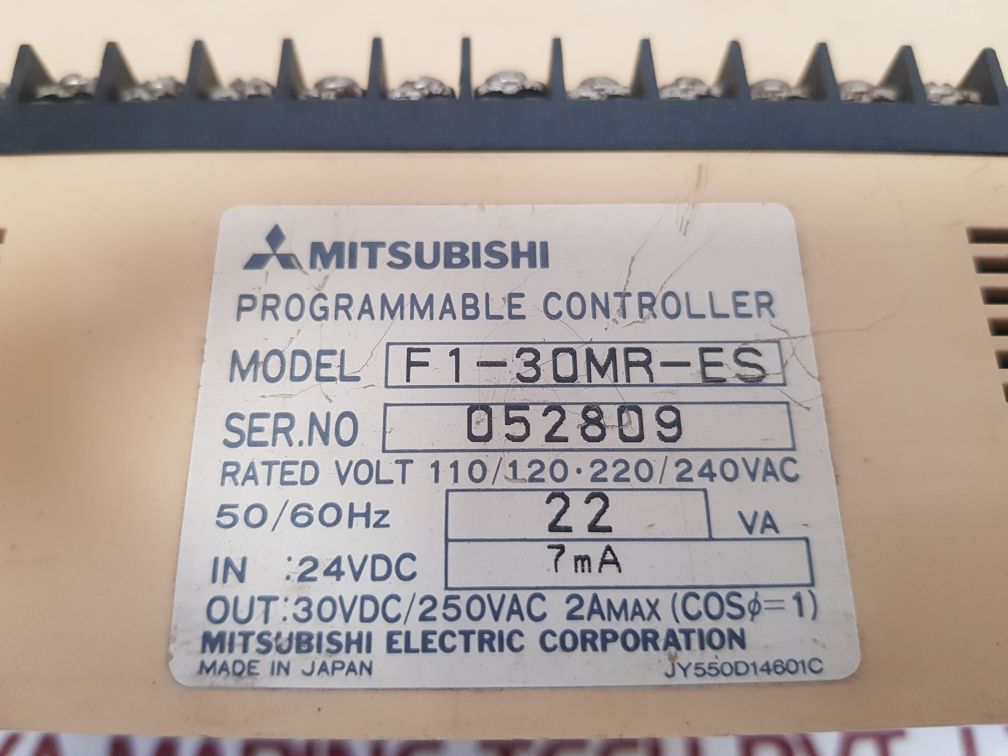 MITSUBISHI
PROGRAMMABLE CONTROLLER
MODEL F1-30MR-ES
SER.NO 052809
RATED VOLT 110/120·220/240VAC
50/60Hz 22 VA
IN :24VDC 7mA
OUT:30VDC/250VAC 2AMAX (COSφ=1)
MITSUBISHI ELECTRIC CORPORATION
MADE IN JAPAN JY550D14601C